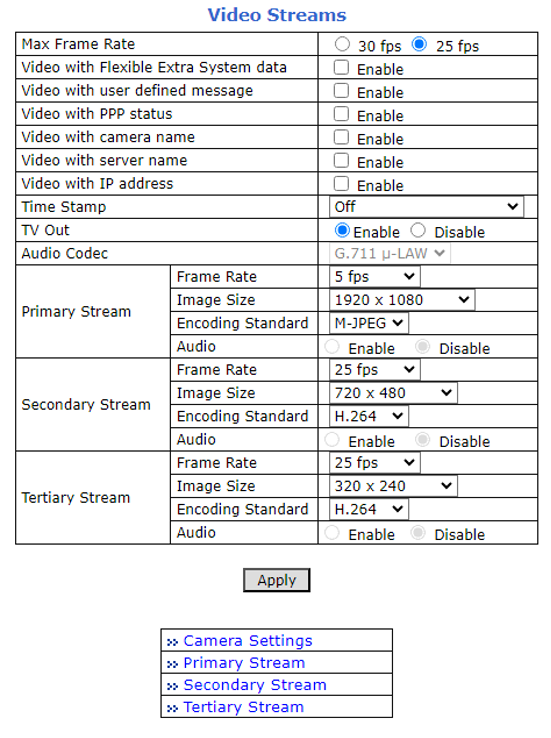 Video Streams
Max Frame Rate 30 fps 25 fps
Video with Flexible Extra System data Enable
Video with user defined message Enable
Video with PPP status Enable
Video with camera name Enable
Video with server name Enable
Video with IP address Enable
Time Stamp Off
TV Out Enable Disable
Audio Codec G.711 μ-LAW
Primary Stream
Frame Rate 5 fps
Image Size 1920 x 1080
Encoding Standard M-JPEG
Audio Enable Disable
Secondary Stream
Frame Rate 25 fps
Image Size 720 x 480
Encoding Standard H.264
Audio Enable Disable
Tertiary Stream
Frame Rate 25 fps
Image Size 320 x 240
Encoding Standard H.264
Audio Enable Disable
Apply
Camera Settings
Primary Stream
Secondary Stream
Tertiary Stream